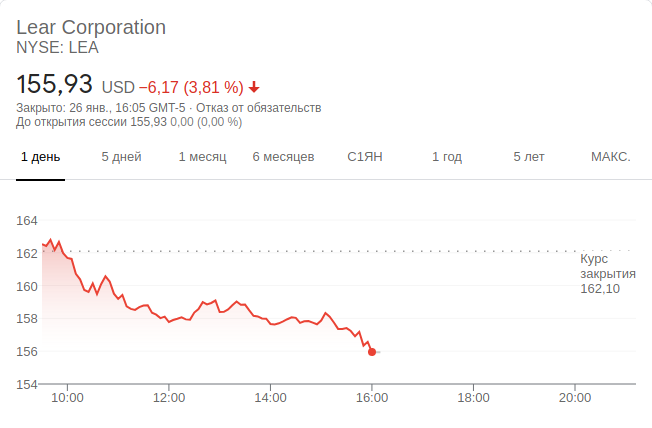 Lear Corporation
NYSE: LEA
155,93 USD −6,17 (3,81 %)
Закрыто: 26 янв., 16:05 GMT-5 · Отказ от обязательств
До открытия сессии 155,93 0,00 (0,00 %)
1 день 5 дней 1 месяц 6 месяцев С1ЯН 1 год 5 лет МАКС.
164
162
Курс
закрытия
162,10
160
158
156
154
10:00 12:00 14:00 16:00 18:00 20:00